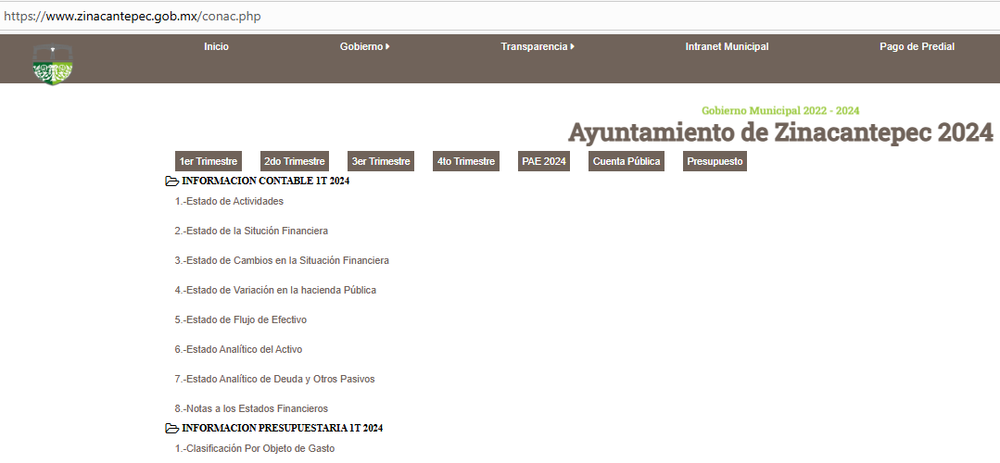 https://www.zinacantepec.gob.mx/conac.php
Inicio Gobierno Transparencia Intranet Municipal Pago de Predial
Gobierno Municipal 2022 - 2024
Ayuntamiento de Zinacantepec 2024
1er Trimestre 2do Trimestre 3er Trimestre 4to Trimestre PAE 2024 Cuenta Pública Presupuesto
INFORMACION CONTABLE 1T 2024
1.-Estado de Actividades
2.-Estado de la Situción Financiera
3.-Estado de Cambios en la Situación Financiera
4.-Estado de Variación en la hacienda Pública
5.-Estado de Flujo de Efectivo
6.-Estado Analítico del Activo
7.-Estado Analítico de Deuda y Otros Pasivos
8.-Notas a los Estados Financieros
INFORMACION PRESUPUESTARIA 1T 2024
1.-Clasificación Por Objeto de Gasto